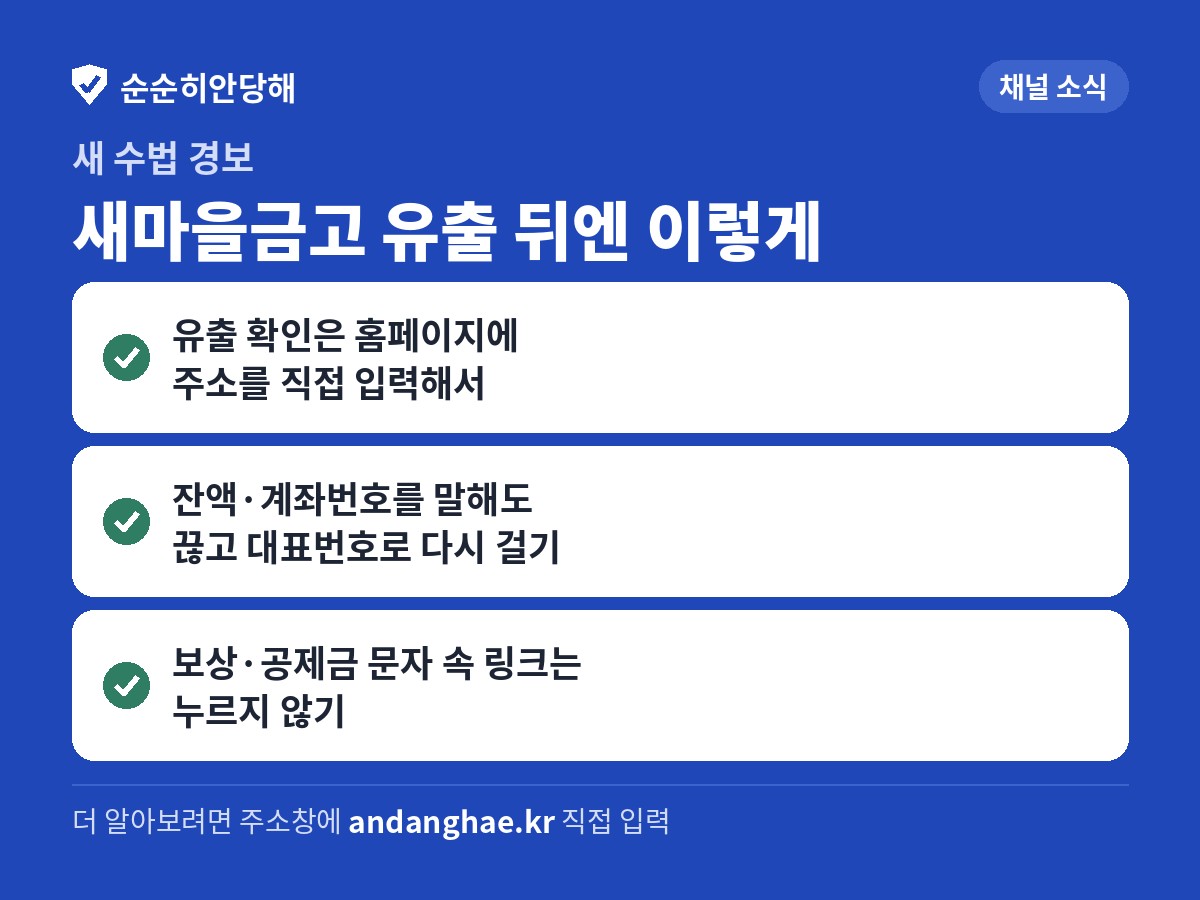 순순히안당해
채널 소식
새 수법 경보
새마을금고 유출 뒤엔 이렇게
유출 확인은 홈페이지에
주소를 직접 입력해서
잔액·계좌번호를 말해도
끊고 대표번호로 다시 걸기
보상·공제금 문자 속 링크는
누르지 않기
더 알아보려면 주소창에 andanghae.kr 직접 입력